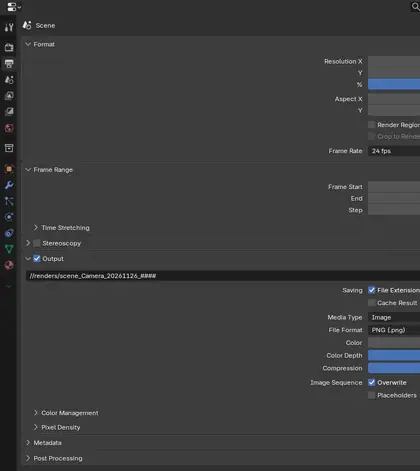 Scene
Format
Resolution X
Y
%
Aspect X
Y
Render Region
Crop to Render
Frame Rate 24 fps
Frame Range
Frame Start
End
Step
Time Stretching
Stereoscopy
Output
//renders/scene_Camera_20261126_####
Saving File Extension
Cache Result
Media Type Image
File Format PNG (.png)
Color
Color Depth
Compression
Image Sequence Overwrite
Placeholders
Color Management
Pixel Density
Metadata
Post Processing